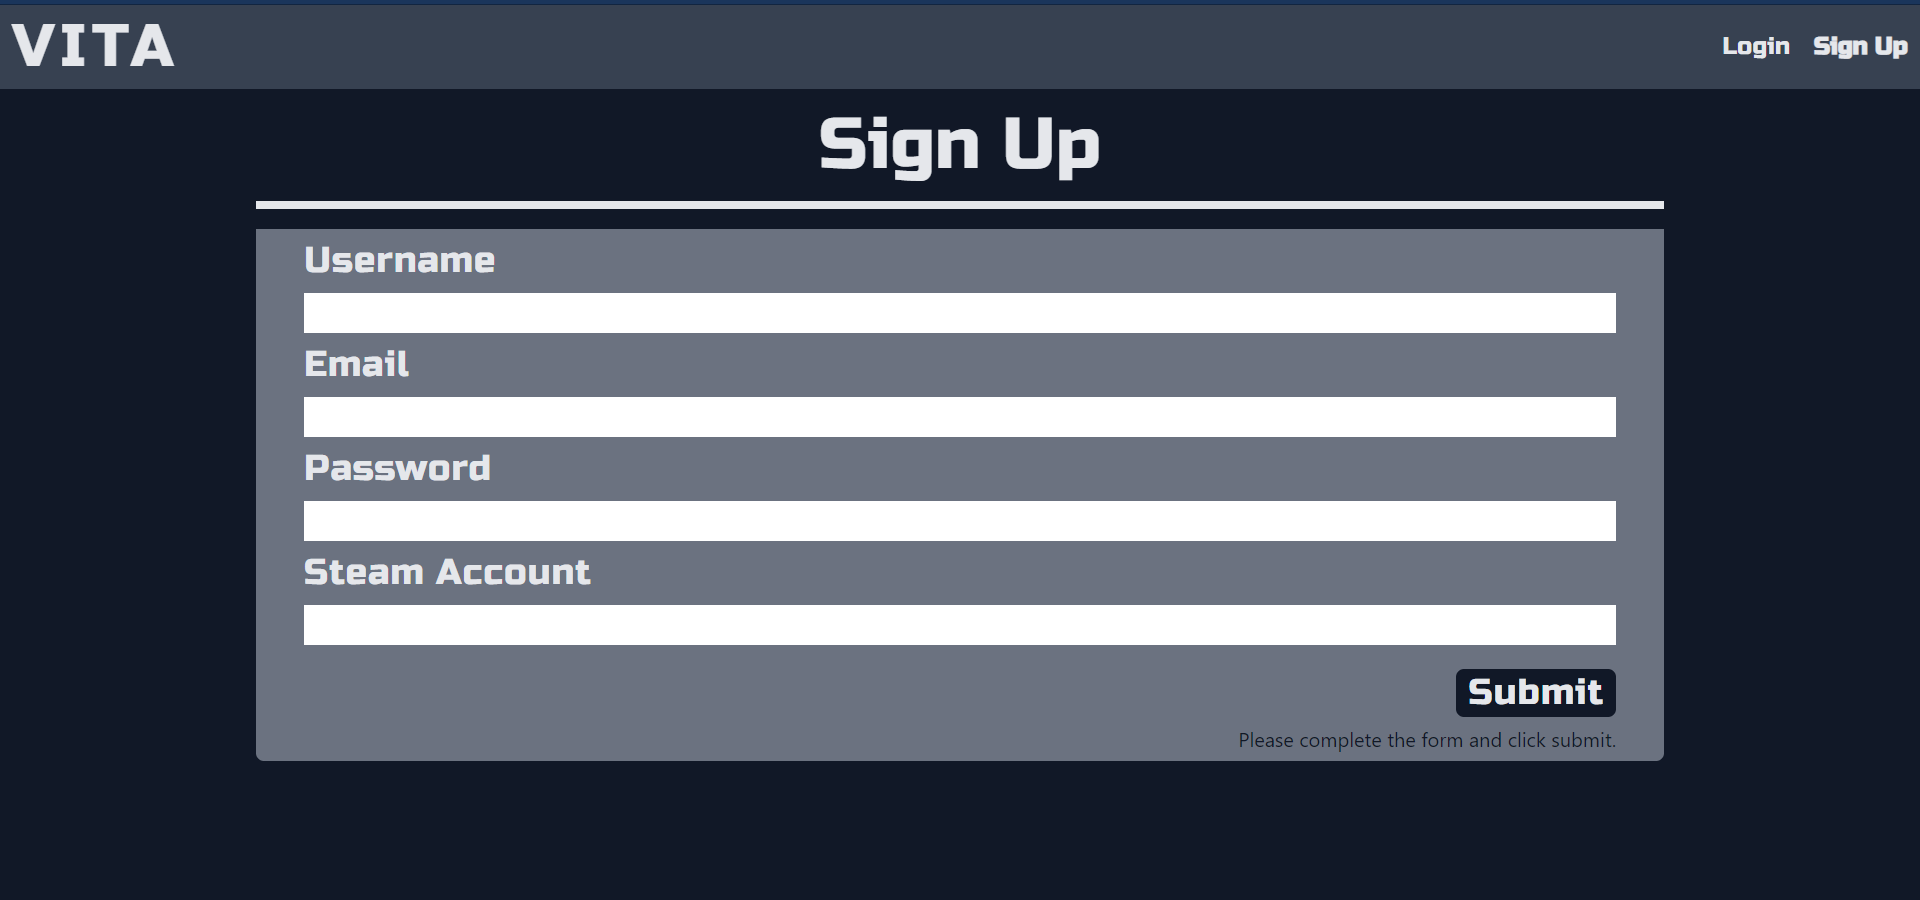 VITA
Login Sign Up
Sign Up
Username
Email
Password
Steam Account
Submit
Please complete the form and click submit.